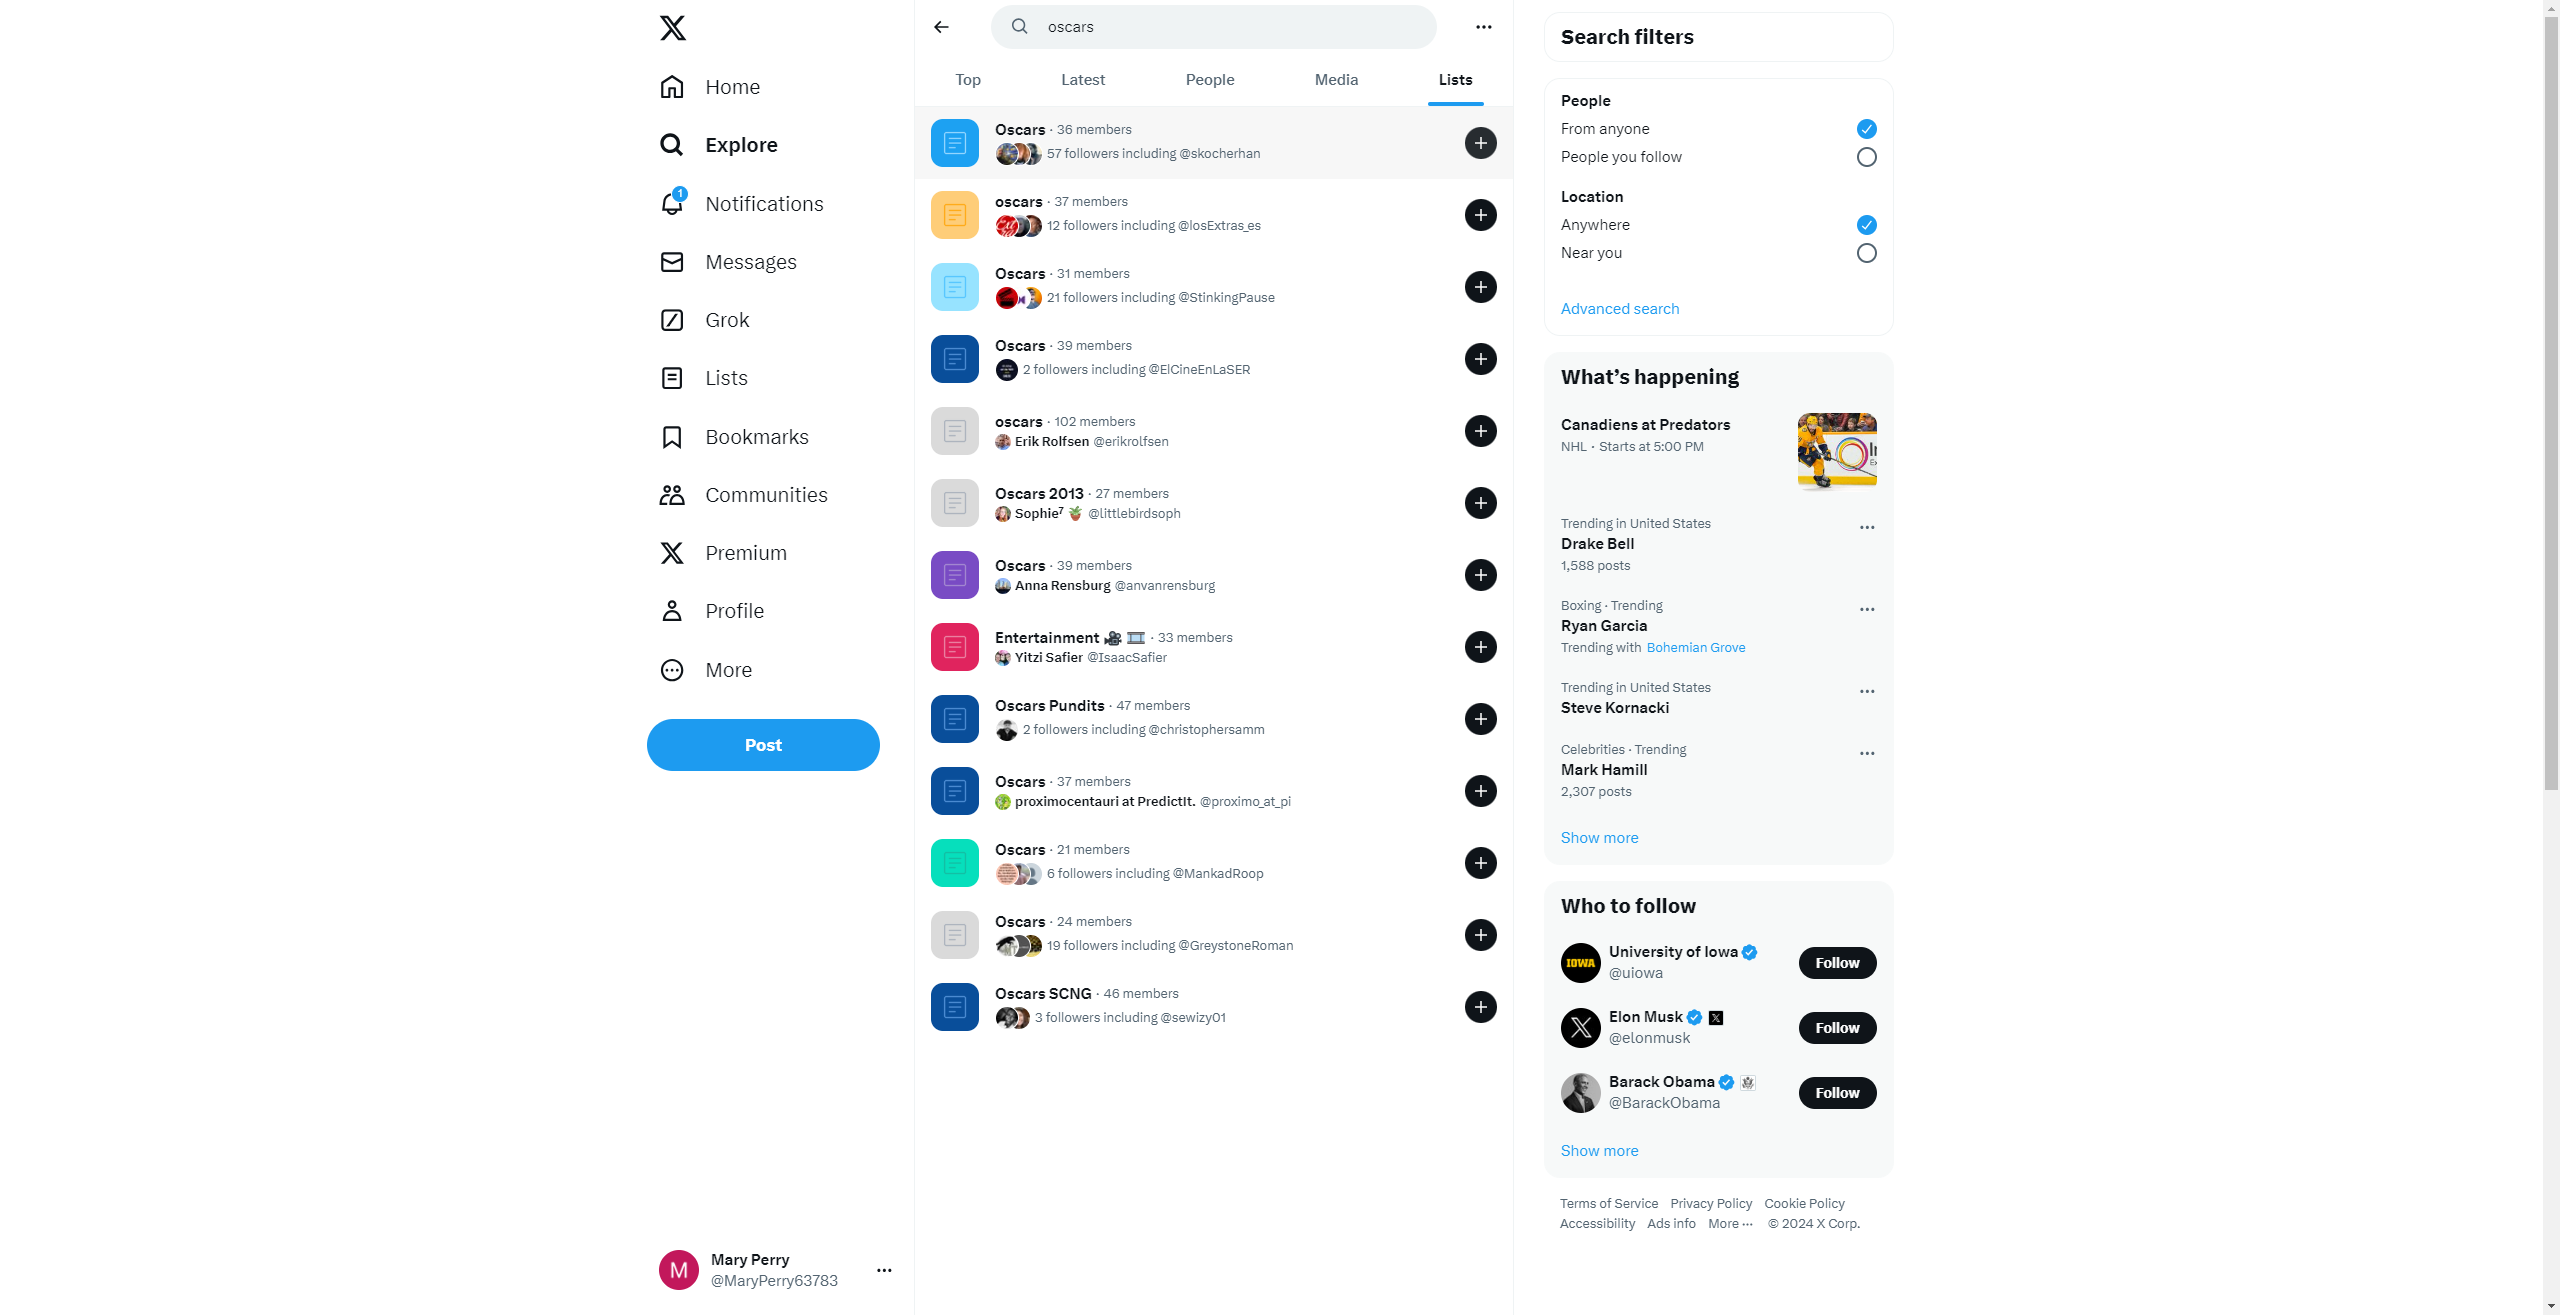 Home
Explore
1
Notifications
Messages
Grok
Lists
Bookmarks
Communities
Premium
Profile
More
Post
M
Mary Perry
@MaryPerry63783
oscars
Top Latest People Media Lists
Oscars · 36 members
57 followers including @skocherhan
oscars · 37 members
12 followers including @losExtras_es
Oscars · 31 members
21 followers including @StinkingPause
Oscars · 39 members
2 followers including @ElCineEnLaSER
oscars · 102 members
Erik Rolfsen @erikrolfsen
Oscars 2013 · 27 members
Sophie⁷ 🪴 @littlebirdsoph
Oscars · 39 members
Anna Rensburg @anvanrensburg
Entertainment 🎥 🎞️ · 33 members
Yitzi Safier @IsaacSafier
Oscars Pundits · 47 members
2 followers including @christophersamm
Oscars · 37 members
proximocentauri at PredictIt. @proximo_at_pi
Oscars · 21 members
6 followers including @MankadRoop
Oscars · 24 members
19 followers including @GreystoneRoman
Oscars SCNG · 46 members
3 followers including @sewizy01
Search filters
People
From anyone
People you follow
Location
Anywhere
Near you
Advanced search
What’s happening
Canadiens at Predators
NHL · Starts at 5:00 PM
Trending in United States
Drake Bell
1,588 posts
Boxing · Trending
Ryan Garcia
Trending with Bohemian Grove
Trending in United States
Steve Kornacki
Celebrities · Trending
Mark Hamill
2,307 posts
Show more
Who to follow
IOWA
University of Iowa
@uiowa
Follow
Elon Musk
@elonmusk
Follow
Barack Obama
@BarackObama
Follow
Show more
Terms of Service Privacy Policy Cookie Policy
Accessibility Ads info More ··· © 2024 X Corp.